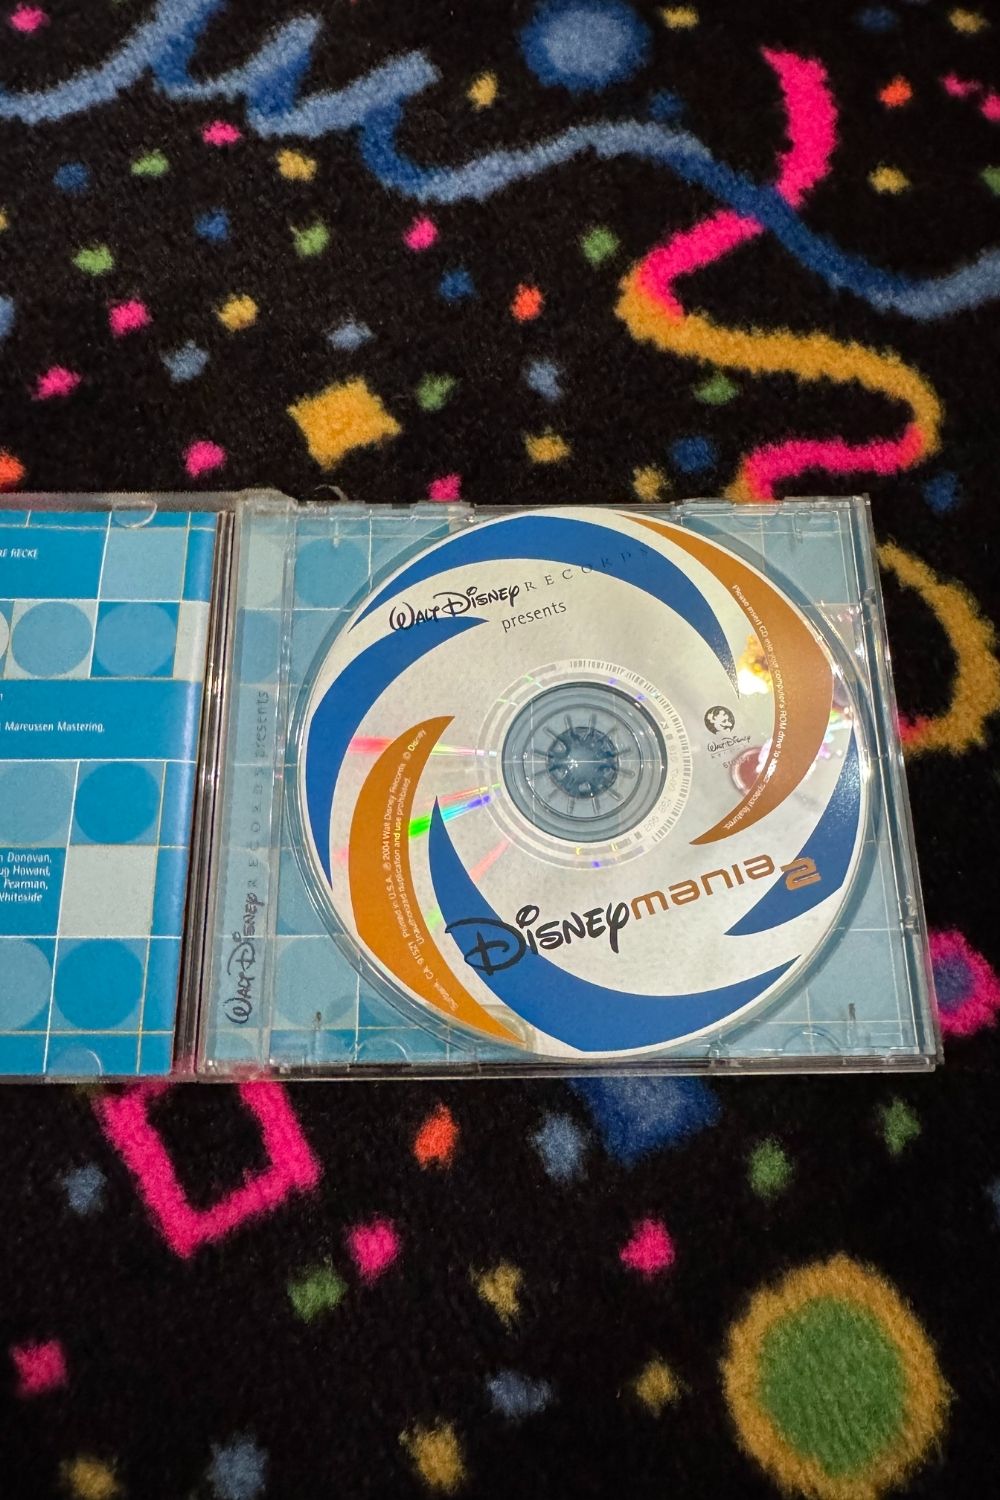 RE RECKE
Marcussen Mastering,
n Donovan,
ug Howard,
Pearman,
Whiteside
WALT DISNEY RECORDS presents
WALT DISNEY RECORDS
presents
Please insert CD into your computer's ROM drive to access special features.
WALT DISNEY
© Disney
Burbank, CA 91521 Printed in U.S.A. ℗ 2004 Walt Disney Records
Unauthorized duplication and use prohibited.
DISNEYmania 2